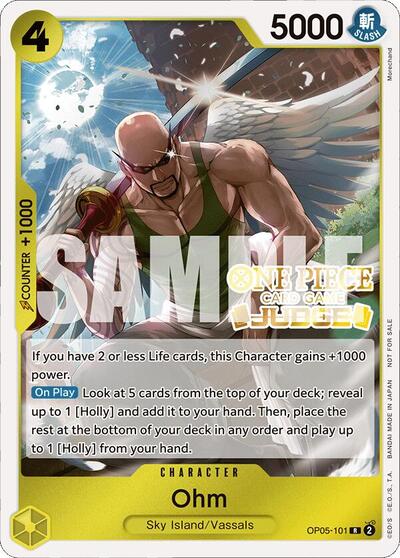 4
5000
斬
SLASH
Morechand
COUNTER +1000
SAMPLE
ONE PIECE
CARD GAME
JUDGE
If you have 2 or less Life cards, this Character gains +1000
power.
On Play Look at 5 cards from the top of your deck; reveal
up to 1 [Holly] and add it to your hand. Then, place the
rest at the bottom of your deck in any order and play up
to 1 [Holly] from your hand.
CHARACTER
Ohm
Sky Island/Vassals
OP05-101 R 2
©E.O./S., T.A. BANDAI MADE IN JAPAN NOT FOR SALE